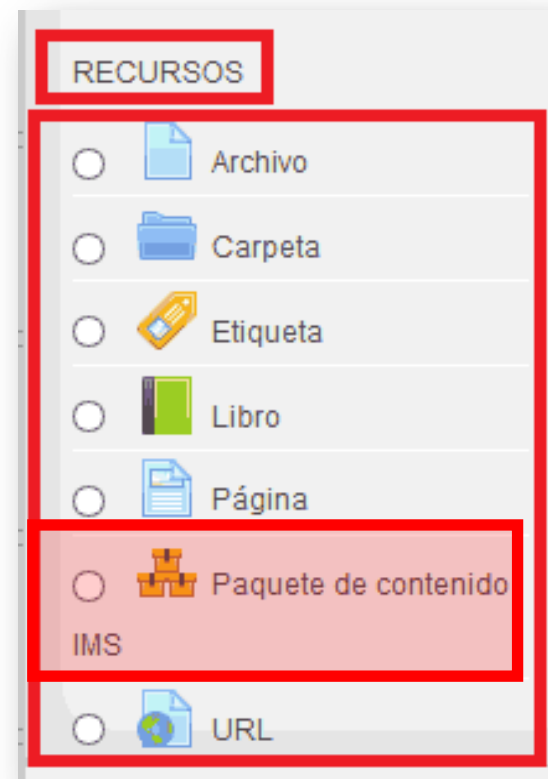 RECURSOS
Archivo
Carpeta
Etiqueta
Libro
Página
Paquete de contenido
IMS
URL